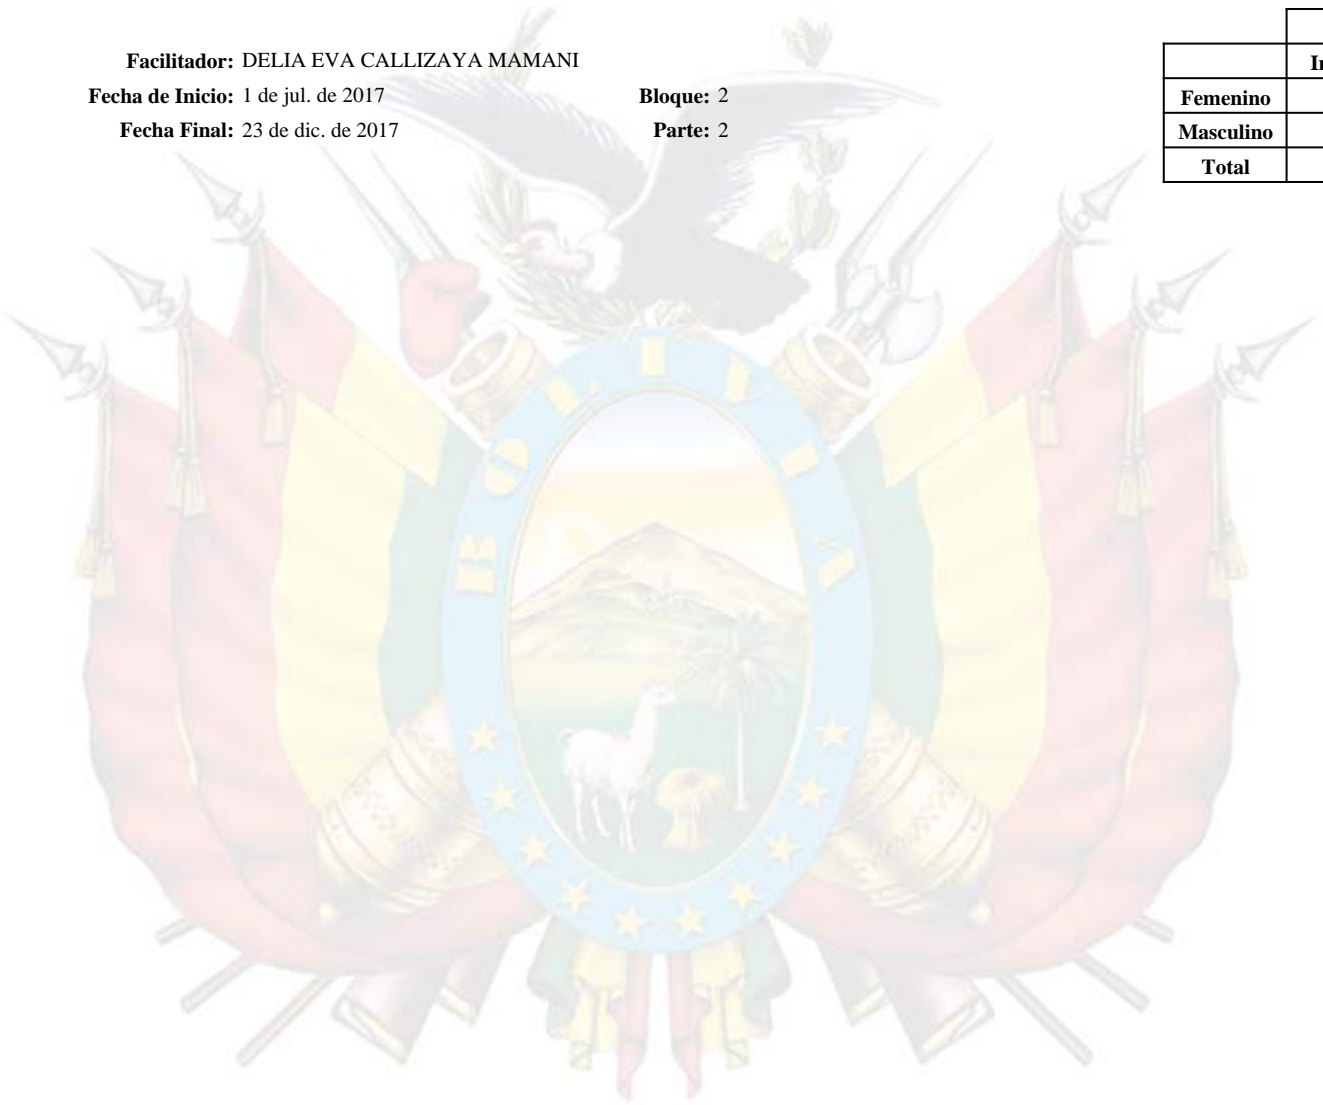 Facilitador: DELIA EVA CALLIZAYA MAMANI
Fecha de Inicio: 1 de jul. de 2017 Bloque: 2
Fecha Final: 23 de dic. de 2017 Parte: 2
Femenino
Masculino
Total
BOLIVIA